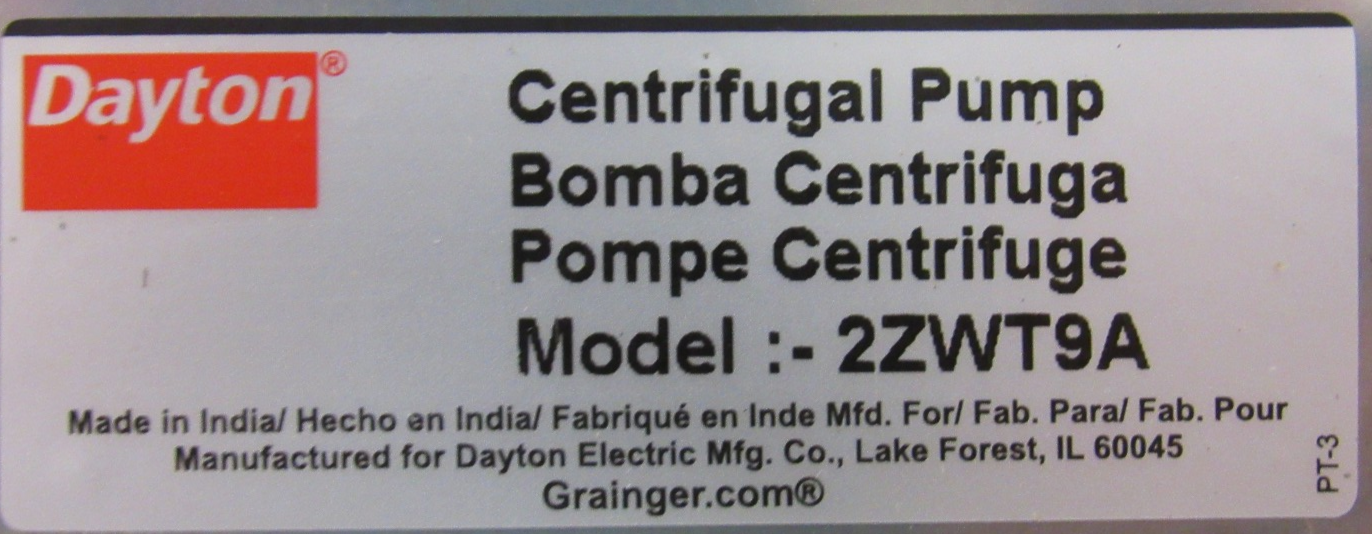 Dayton®
Centrifugal Pump
Bomba Centrifuga
Pompe Centrifuge
Model :- 2ZWT9A
Made in India/ Hecho en India/ Fabriqué en Inde Mfd. For/ Fab. Para/ Fab. Pour
Manufactured for Dayton Electric Mfg. Co., Lake Forest, IL 60045
Grainger.com®
PT-3